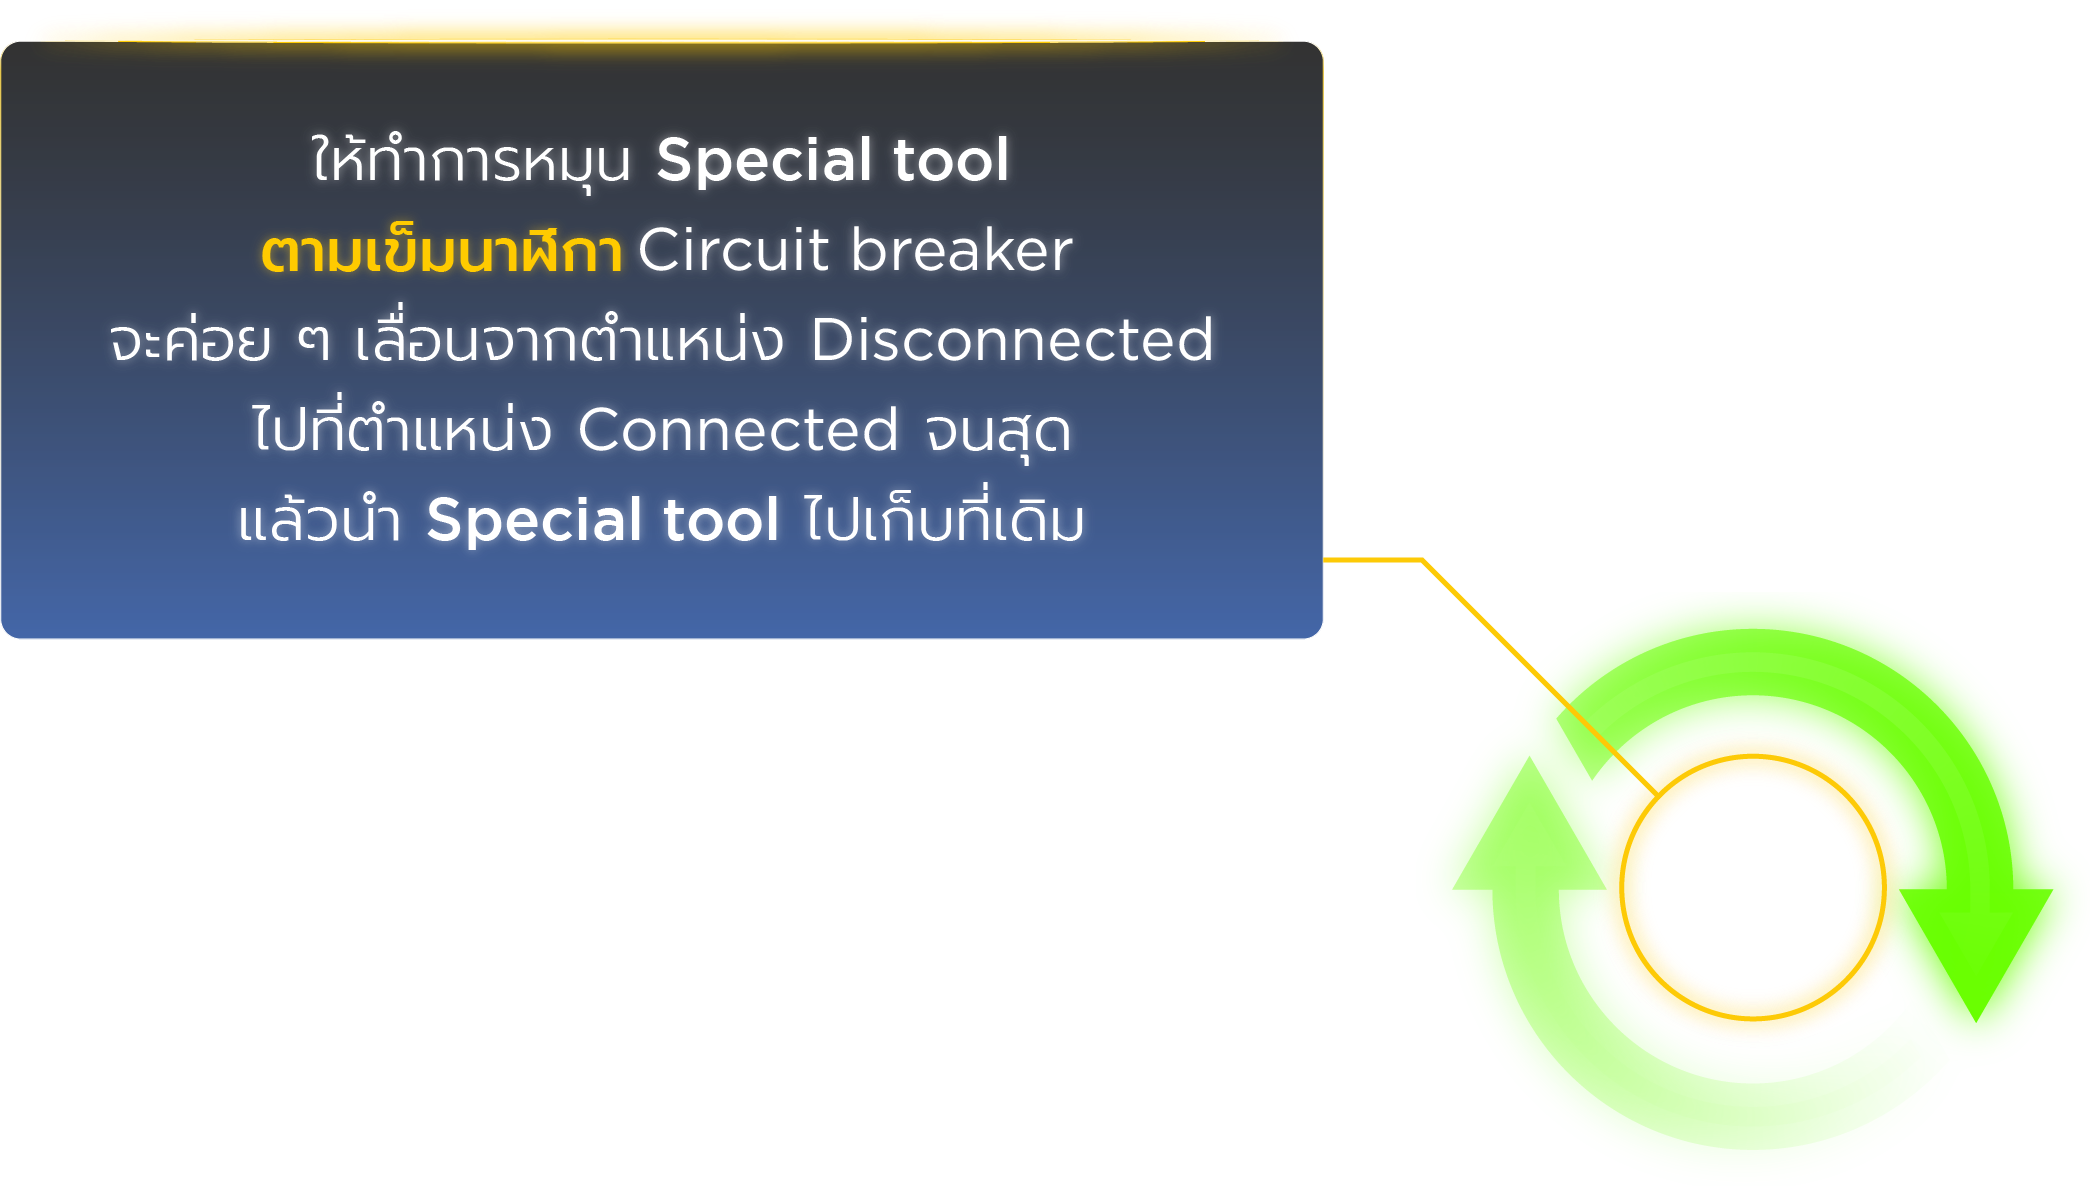 ให้ทำการหมุน Special tool
ตามเข็มนาฬิกา Circuit breaker
จะค่อย ๆ เลื่อนจากตำแหน่ง Disconnected
ไปที่ตำแหน่ง Connected จนสุด
แล้วนำ Special tool ไปเก็บที่เดิม